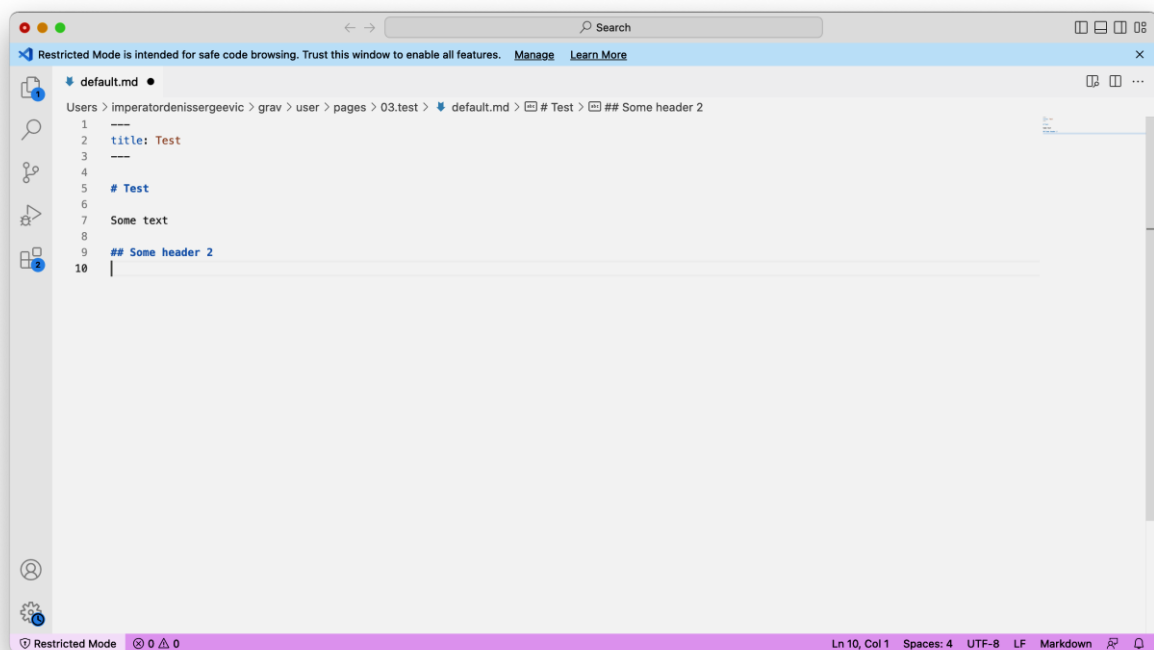 Search
Restricted Mode is intended for safe code browsing. Trust this window to enable all features. Manage Learn More
default.md
Users > imperatordenissergeevic > grav > user > pages > 03.test > default.md > # Test > ## Some header 2
1 ---
2 title: Test
3 ---
4
5 # Test
6
7 Some text
8
9 ## Some header 2
10
1
2
Restricted Mode 0 0 Ln 10, Col 1 Spaces: 4 UTF-8 LF Markdown